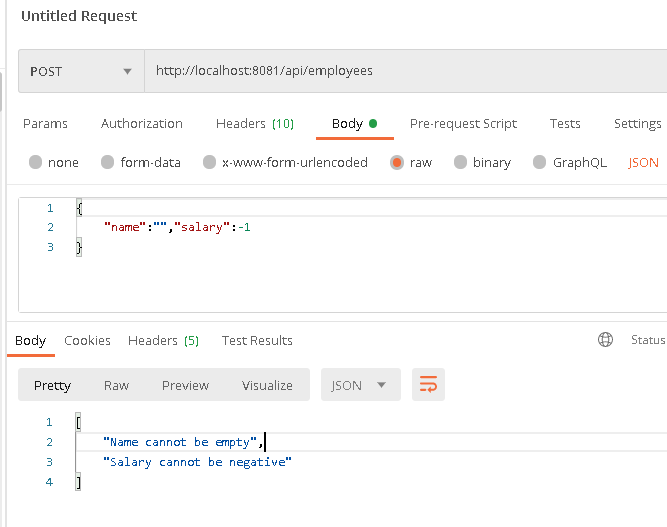 Untitled Request
POST http://localhost:8081/api/employees
Params Authorization Headers (10) Body Pre-request Script Tests Settings
none form-data x-www-form-urlencoded raw binary GraphQL JSON
1 {
2 "name":"","salary":-1
3 }
Body Cookies Headers (5) Test Results Status
Pretty Raw Preview Visualize JSON
1 [
2 "Name cannot be empty",
3 "Salary cannot be negative"
4 ]